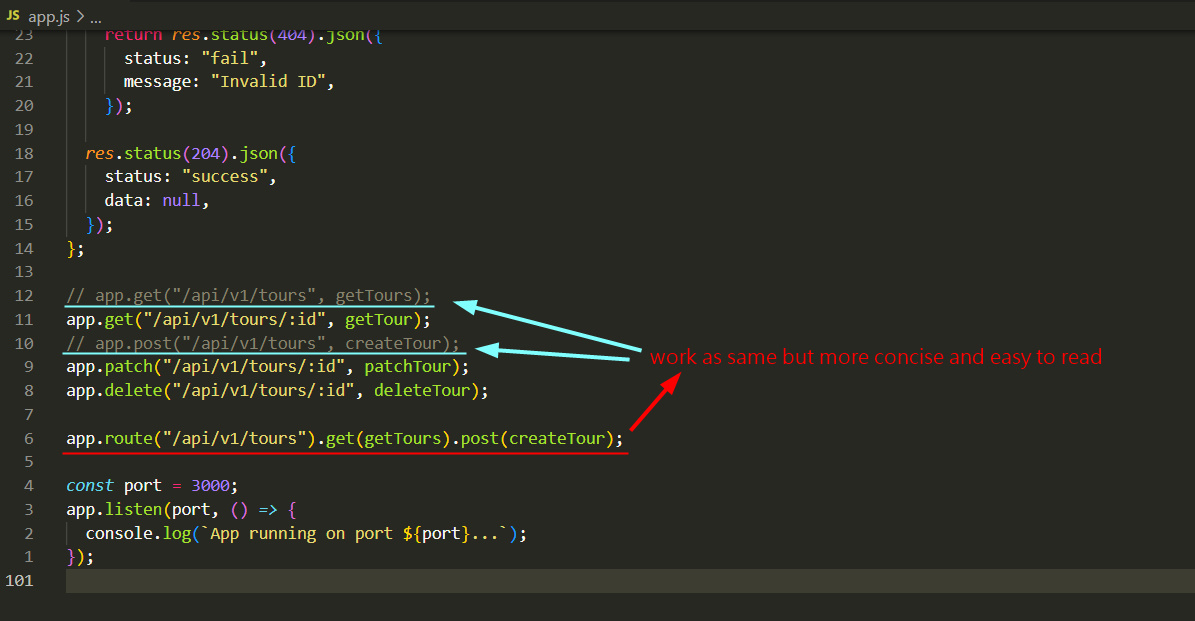 JS app.js > ...
23 return res.status(404).json({
22 status: "fail",
21 message: "Invalid ID",
20 });
19
18 res.status(204).json({
17 status: "success",
16 data: null,
15 });
14 };
13
12 // app.get("/api/v1/tours", getTours);
11 app.get("/api/v1/tours/:id", getTour);
10 // app.post("/api/v1/tours", createTour);
work as same but more concise and easy to read
9 app.patch("/api/v1/tours/:id", patchTour);
8 app.delete("/api/v1/tours/:id", deleteTour);
7
6 app.route("/api/v1/tours").get(getTours).post(createTour);
5
4 const port = 3000;
3 app.listen(port, () => {
2 console.log(`App running on port ${port}...`);
1 });
101